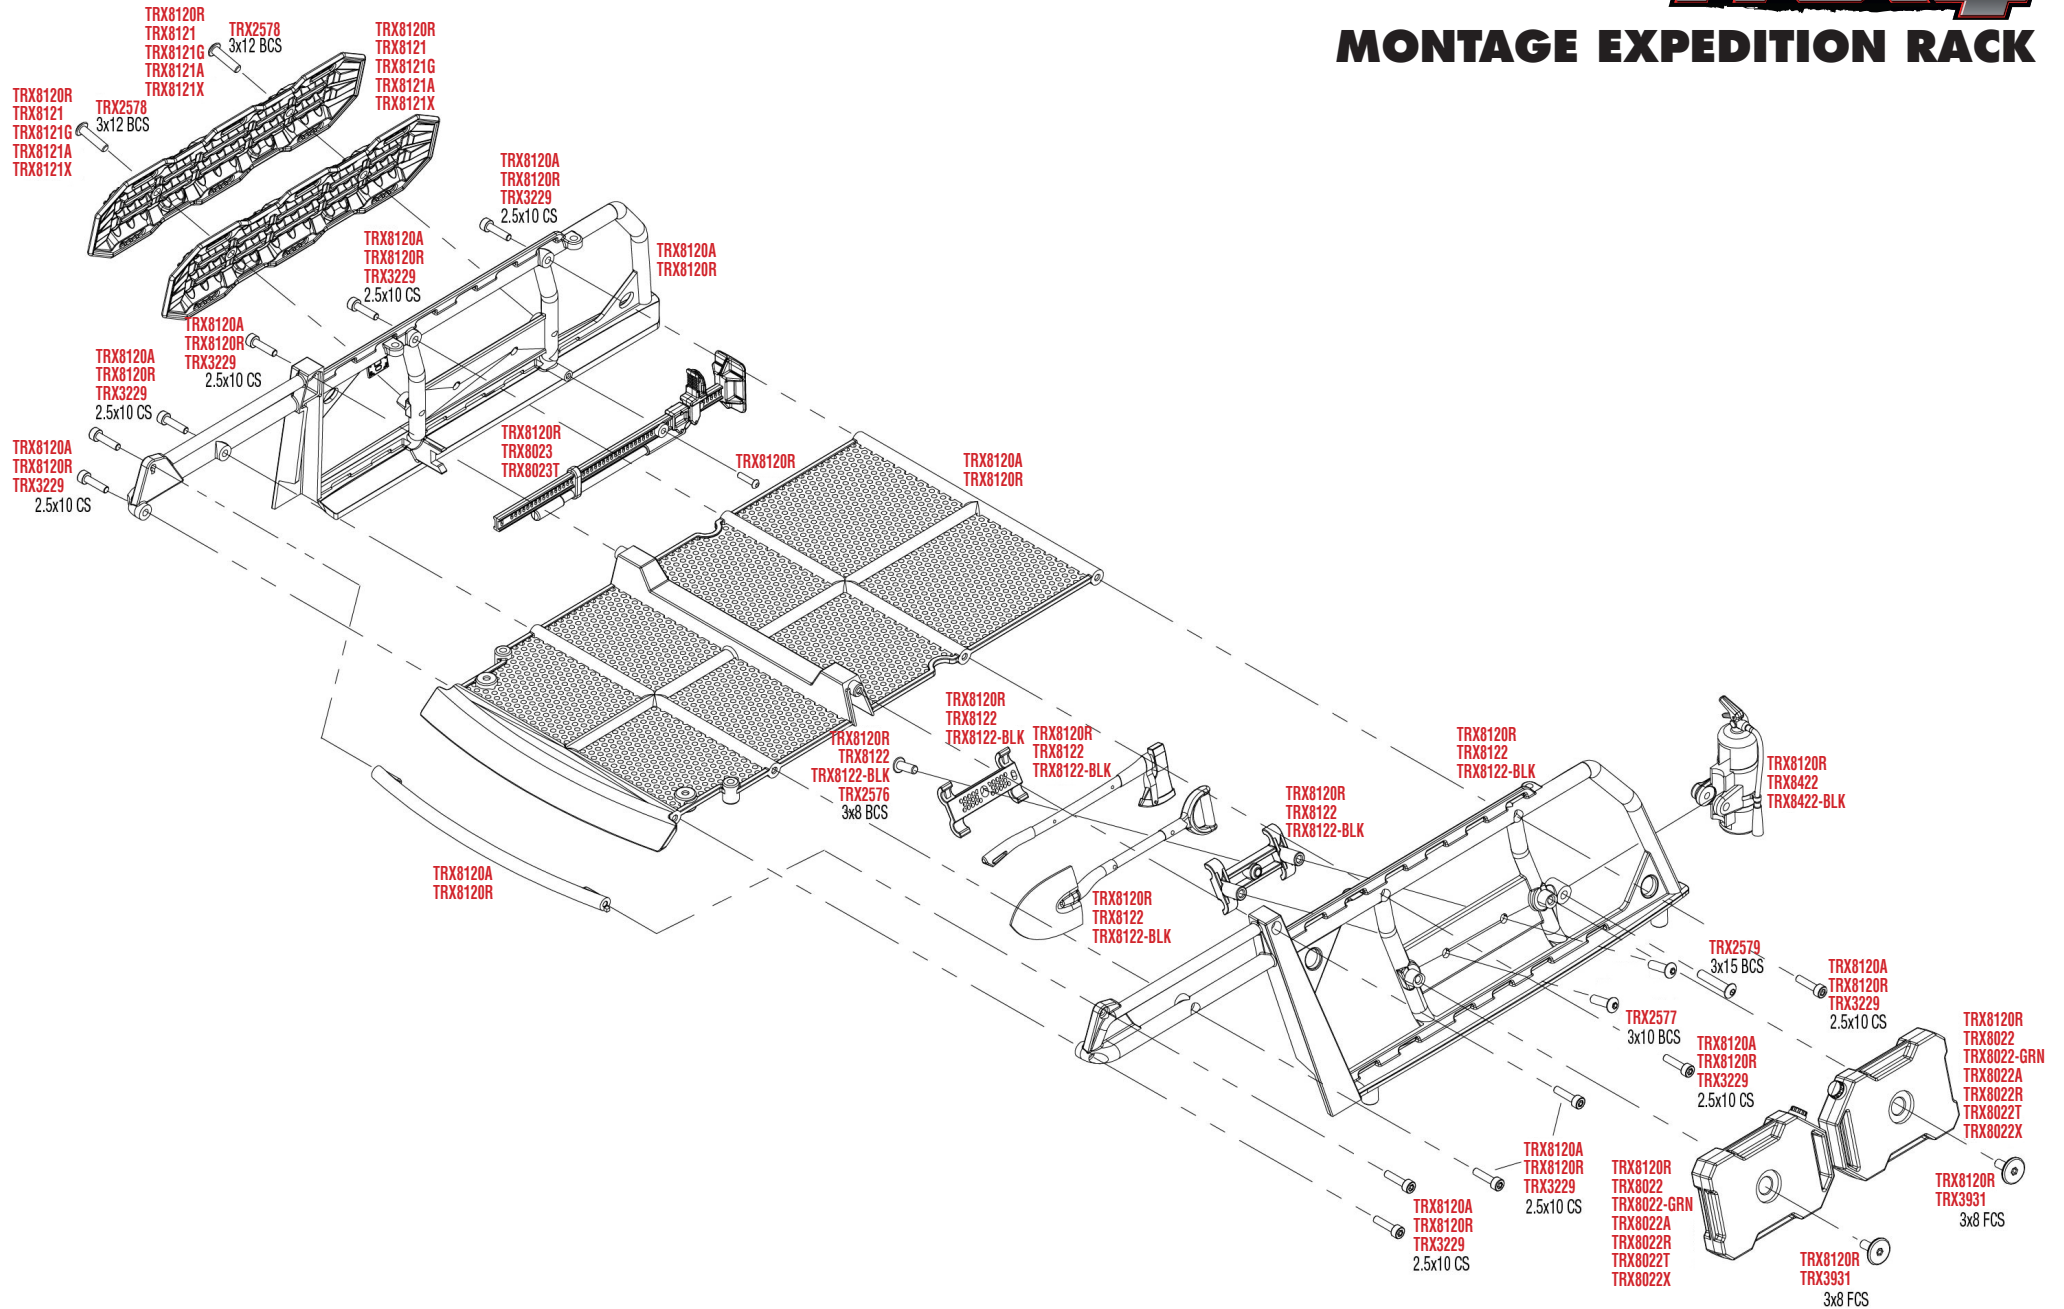 MONTAGE EXPEDITION RACK
TRX8120R
TRX8121
TRX8121G
TRX8121A
TRX8121X
TRX2578
3x12 BCS
TRX8120R
TRX8121
TRX8121G
TRX8121A
TRX8121X
TRX8120R
TRX8121
TRX8121G
TRX8121A
TRX8121X
TRX2578
3x12 BCS
TRX8120A
TRX8120R
TRX3229
2.5x10 CS
TRX8120A
TRX8120R
TRX3229
2.5x10 CS
TRX8120A
TRX8120R
TRX8120A
TRX8120R
TRX3229
2.5x10 CS
TRX8120A
TRX8120R
TRX3229
2.5x10 CS
TRX8120A
TRX8120R
TRX3229
2.5x10 CS
TRX8120R
TRX8023
TRX8023T
TRX8120R
TRX8120A
TRX8120R
TRX8120R
TRX8122
TRX8122-BLK
TRX8120R
TRX8122
TRX8122-BLK
TRX8120R
TRX8122
TRX8122-BLK
TRX2576
3x8 BCS
TRX8120R
TRX8122
TRX8122-BLK
TRX8120R
TRX8122
TRX8122-BLK
TRX8120R
TRX8422
TRX8422-BLK
TRX8120A
TRX8120R
TRX8120R
TRX8122
TRX8122-BLK
TRX2579
3x15 BCS
TRX8120A
TRX8120R
TRX3229
2.5x10 CS
TRX2577
3x10 BCS
TRX8120A
TRX8120R
TRX3229
2.5x10 CS
TRX8120R
TRX8022
TRX8022-GRN
TRX8022A
TRX8022R
TRX8022T
TRX8022X
TRX8120A
TRX8120R
TRX3229
2.5x10 CS
TRX8120R
TRX8022
TRX8022-GRN
TRX8022A
TRX8022R
TRX8022T
TRX8022X
TRX8120R
TRX3931
3x8 FCS
TRX8120A
TRX8120R
TRX3229
2.5x10 CS
TRX8120R
TRX3931
3x8 FCS